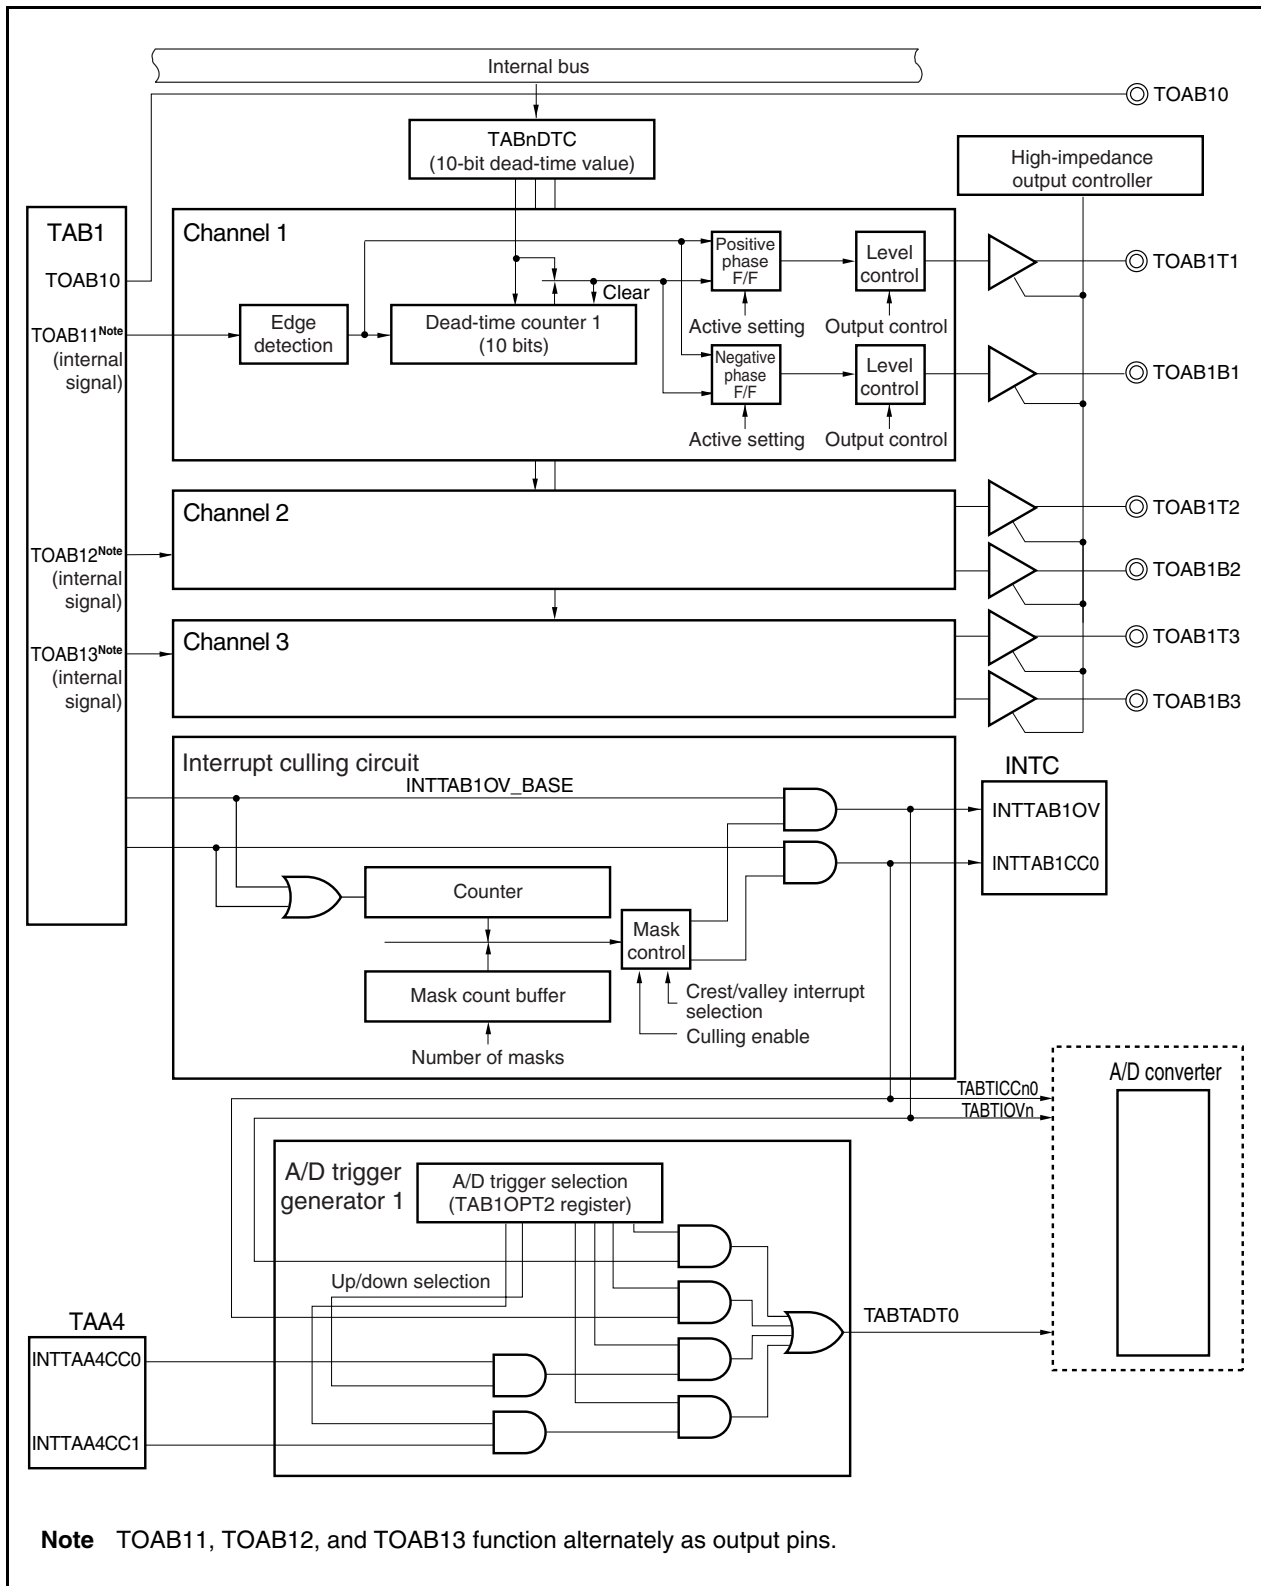 Internal bus
TOAB10
TABnDTC
(10-bit dead-time value)
High-impedance
output controller
TAB1
TOAB10
TOAB11Note
(internal
signal)
TOAB12Note
(internal
signal)
TOAB13Note
(internal
signal)
Channel 1
Edge
detection
Dead-time counter 1
(10 bits)
Clear
Positive
phase
F/F
Level
control
Active setting
Output control
Negative
phase
F/F
Level
control
Active setting
Output control
TOAB1T1
TOAB1B1
Channel 2
TOAB1T2
TOAB1B2
Channel 3
TOAB1T3
TOAB1B3
Interrupt culling circuit
INTTAB1OV_BASE
Counter
Mask
control
Mask count buffer
Number of masks
Crest/valley interrupt
selection
Culling enable
INTC
INTTAB1OV
INTTAB1CC0
TABTICCn0
TABTIOVn
A/D converter
A/D trigger
generator 1
A/D trigger selection
(TAB1OPT2 register)
Up/down selection
TABTADT0
TAA4
INTTAA4CC0
INTTAA4CC1
Note TOAB11, TOAB12, and TOAB13 function alternately as output pins.